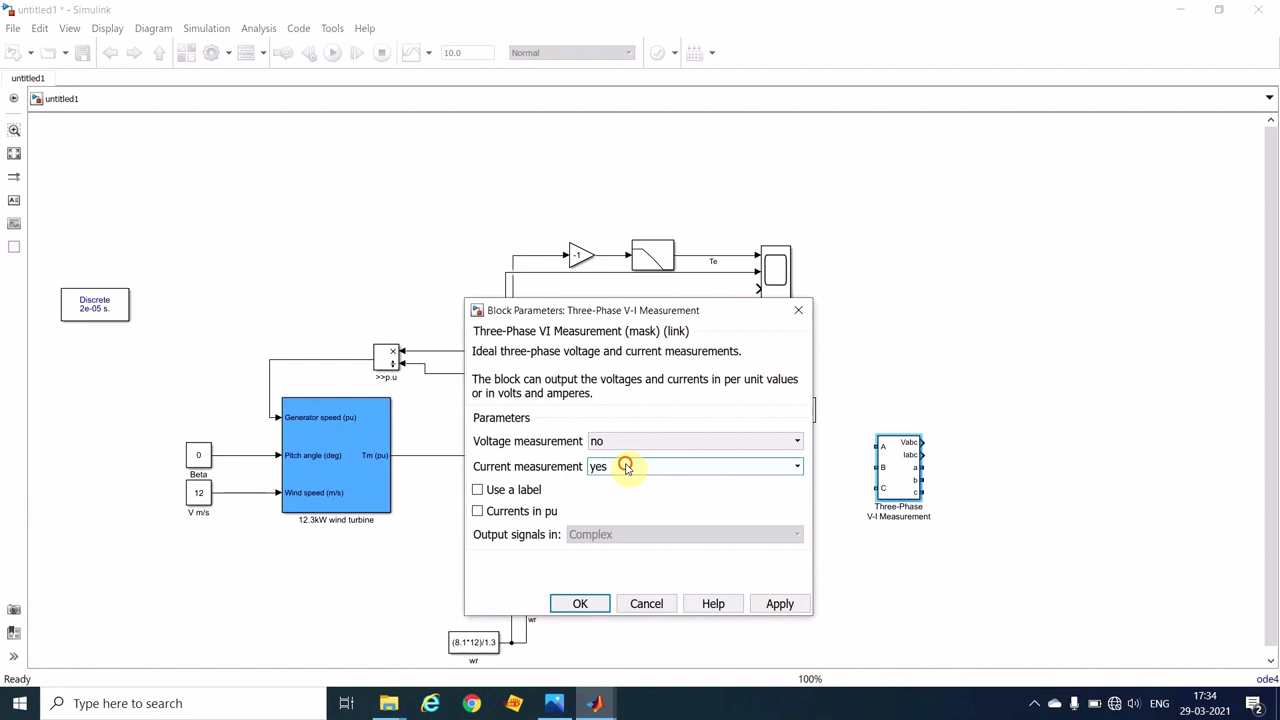 untitled1 * - Simulink
File Edit View Display Diagram Simulation Analysis Code Tools Help
10.0 Normal
untitled1
untitled1
-1
Te
Discrete
2e-05 s.
Block Parameters: Three-Phase V-I Measurement
Three-Phase VI Measurement (mask) (link)
Ideal three-phase voltage and current measurements.
The block can output the voltages and currents in per unit values
or in volts and amperes.
Parameters
Voltage measurement no
Current measurement yes
Use a label
Currents in pu
Output signals in: Complex
OK Cancel Help Apply
>>p.u
Generator speed (pu)
Pitch angle (deg) Tm (pu)
Wind speed (m/s)
12.3kW wind turbine
0
Beta
12
V m/s
A Vabc
Iabc
B a
b
C c
Three-Phase
V-I Measurement
wr
(8.1*12)/1.3
wr
Ready 100% ode4
Type here to search
ENG 17:34
29-03-2021